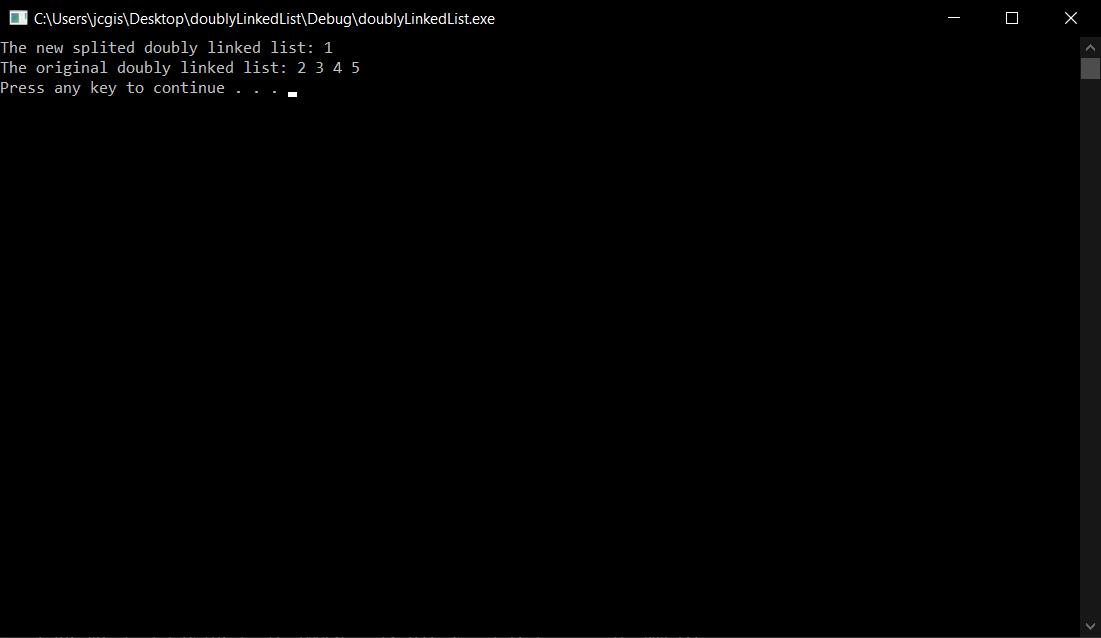 C:\Users\jcgis\Desktop\doublyLinkedList\Debug\doublyLinkedList.exe
The new splited doubly linked list: 1
The original doubly linked list: 2 3 4 5
Press any key to continue . . .